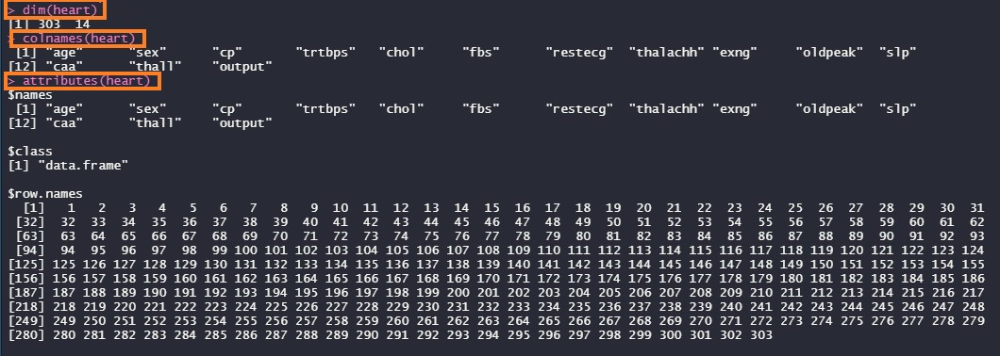 > dim(heart)
[1] 303  14
> colnames(heart)
 [1] "age"      "sex"      "cp"       "trtbps"   "chol"     "fbs"      "restecg"  "thalachh" "exng"     "oldpeak"  "slp"
[12] "caa"      "thall"    "output"
> attributes(heart)
$names
 [1] "age"      "sex"      "cp"       "trtbps"   "chol"     "fbs"      "restecg"  "thalachh" "exng"     "oldpeak"  "slp"
[12] "caa"      "thall"    "output"
$class
[1] "data.frame"
$row.names
  [1]   1   2   3   4   5   6   7   8   9  10  11  12  13  14  15  16  17  18  19  20  21  22  23  24  25  26  27  28  29  30  31
 [32]  32  33  34  35  36  37  38  39  40  41  42  43  44  45  46  47  48  49  50  51  52  53  54  55  56  57  58  59  60  61  62
 [63]  63  64  65  66  67  68  69  70  71  72  73  74  75  76  77  78  79  80  81  82  83  84  85  86  87  88  89  90  91  92  93
 [94]  94  95  96  97  98  99 100 101 102 103 104 105 106 107 108 109 110 111 112 113 114 115 116 117 118 119 120 121 122 123 124
[125] 125 126 127 128 129 130 131 132 133 134 135 136 137 138 139 140 141 142 143 144 145 146 147 148 149 150 151 152 153 154 155
[156] 156 157 158 159 160 161 162 163 164 165 166 167 168 169 170 171 172 173 174 175 176 177 178 179 180 181 182 183 184 185 186
[187] 187 188 189 190 191 192 193 194 195 196 197 198 199 200 201 202 203 204 205 206 207 208 209 210 211 212 213 214 215 216 217
[218] 218 219 220 221 222 223 224 225 226 227 228 229 230 231 232 233 234 235 236 237 238 239 240 241 242 243 244 245 246 247 248
[249] 249 250 251 252 253 254 255 256 257 258 259 260 261 262 263 264 265 266 267 268 269 270 271 272 273 274 275 276 277 278 279
[280] 280 281 282 283 284 285 286 287 288 289 290 291 292 293 294 295 296 297 298 299 300 301 302 303